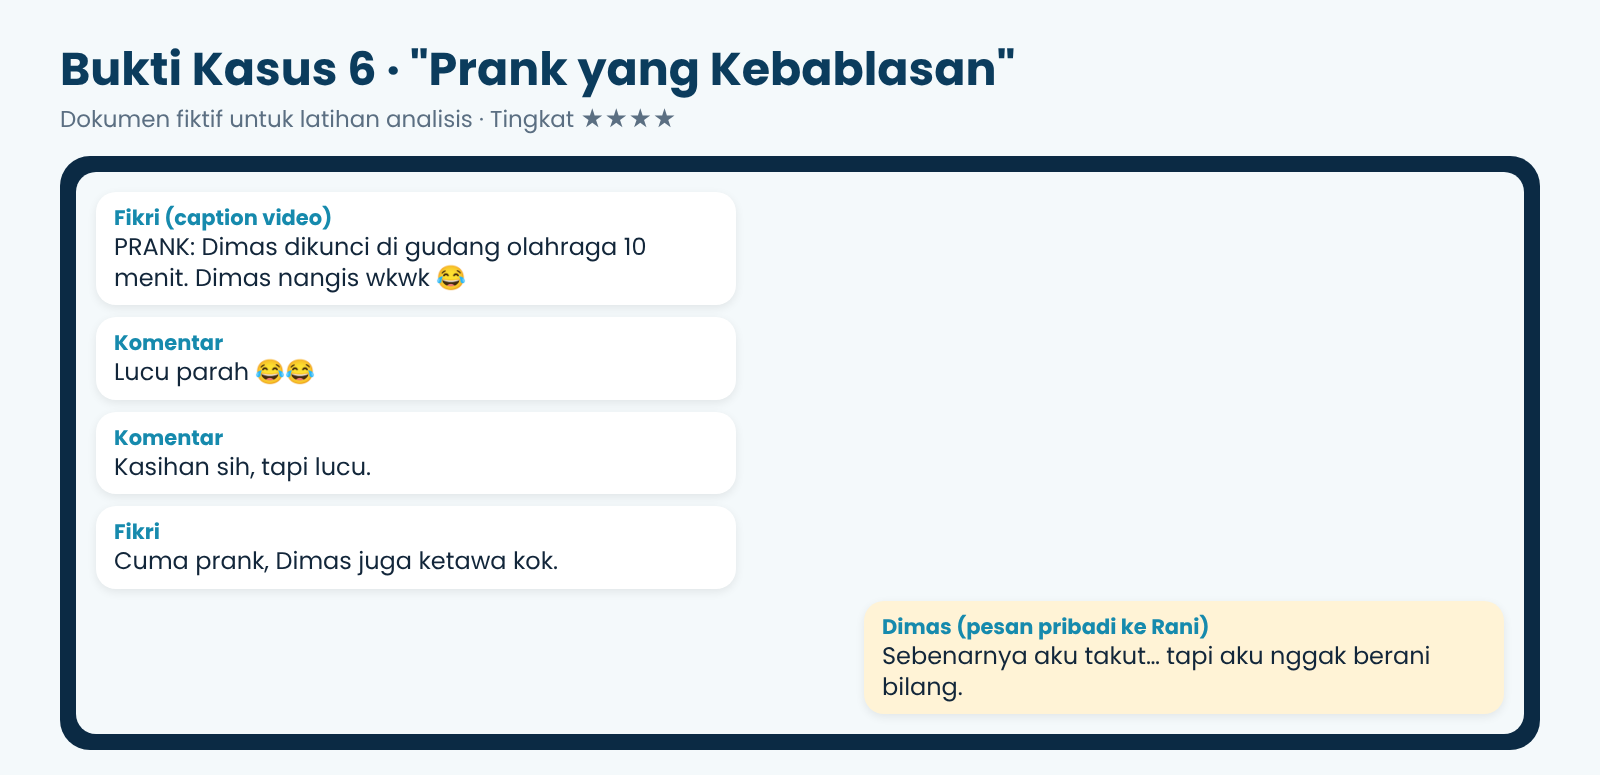 Bukti Kasus 6 · "Prank yang Kebablasan"
Dokumen fiktif untuk latihan analisis · Tingkat ★★★★
Fikri (caption video)
PRANK: Dimas dikunci di gudang olahraga 10
menit. Dimas nangis wkwk 😂
Komentar
Lucu parah 😂😂
Komentar
Kasihan sih, tapi lucu.
Fikri
Cuma prank, Dimas juga ketawa kok.
Dimas (pesan pribadi ke Rani)
Sebenarnya aku takut... tapi aku nggak berani
bilang.